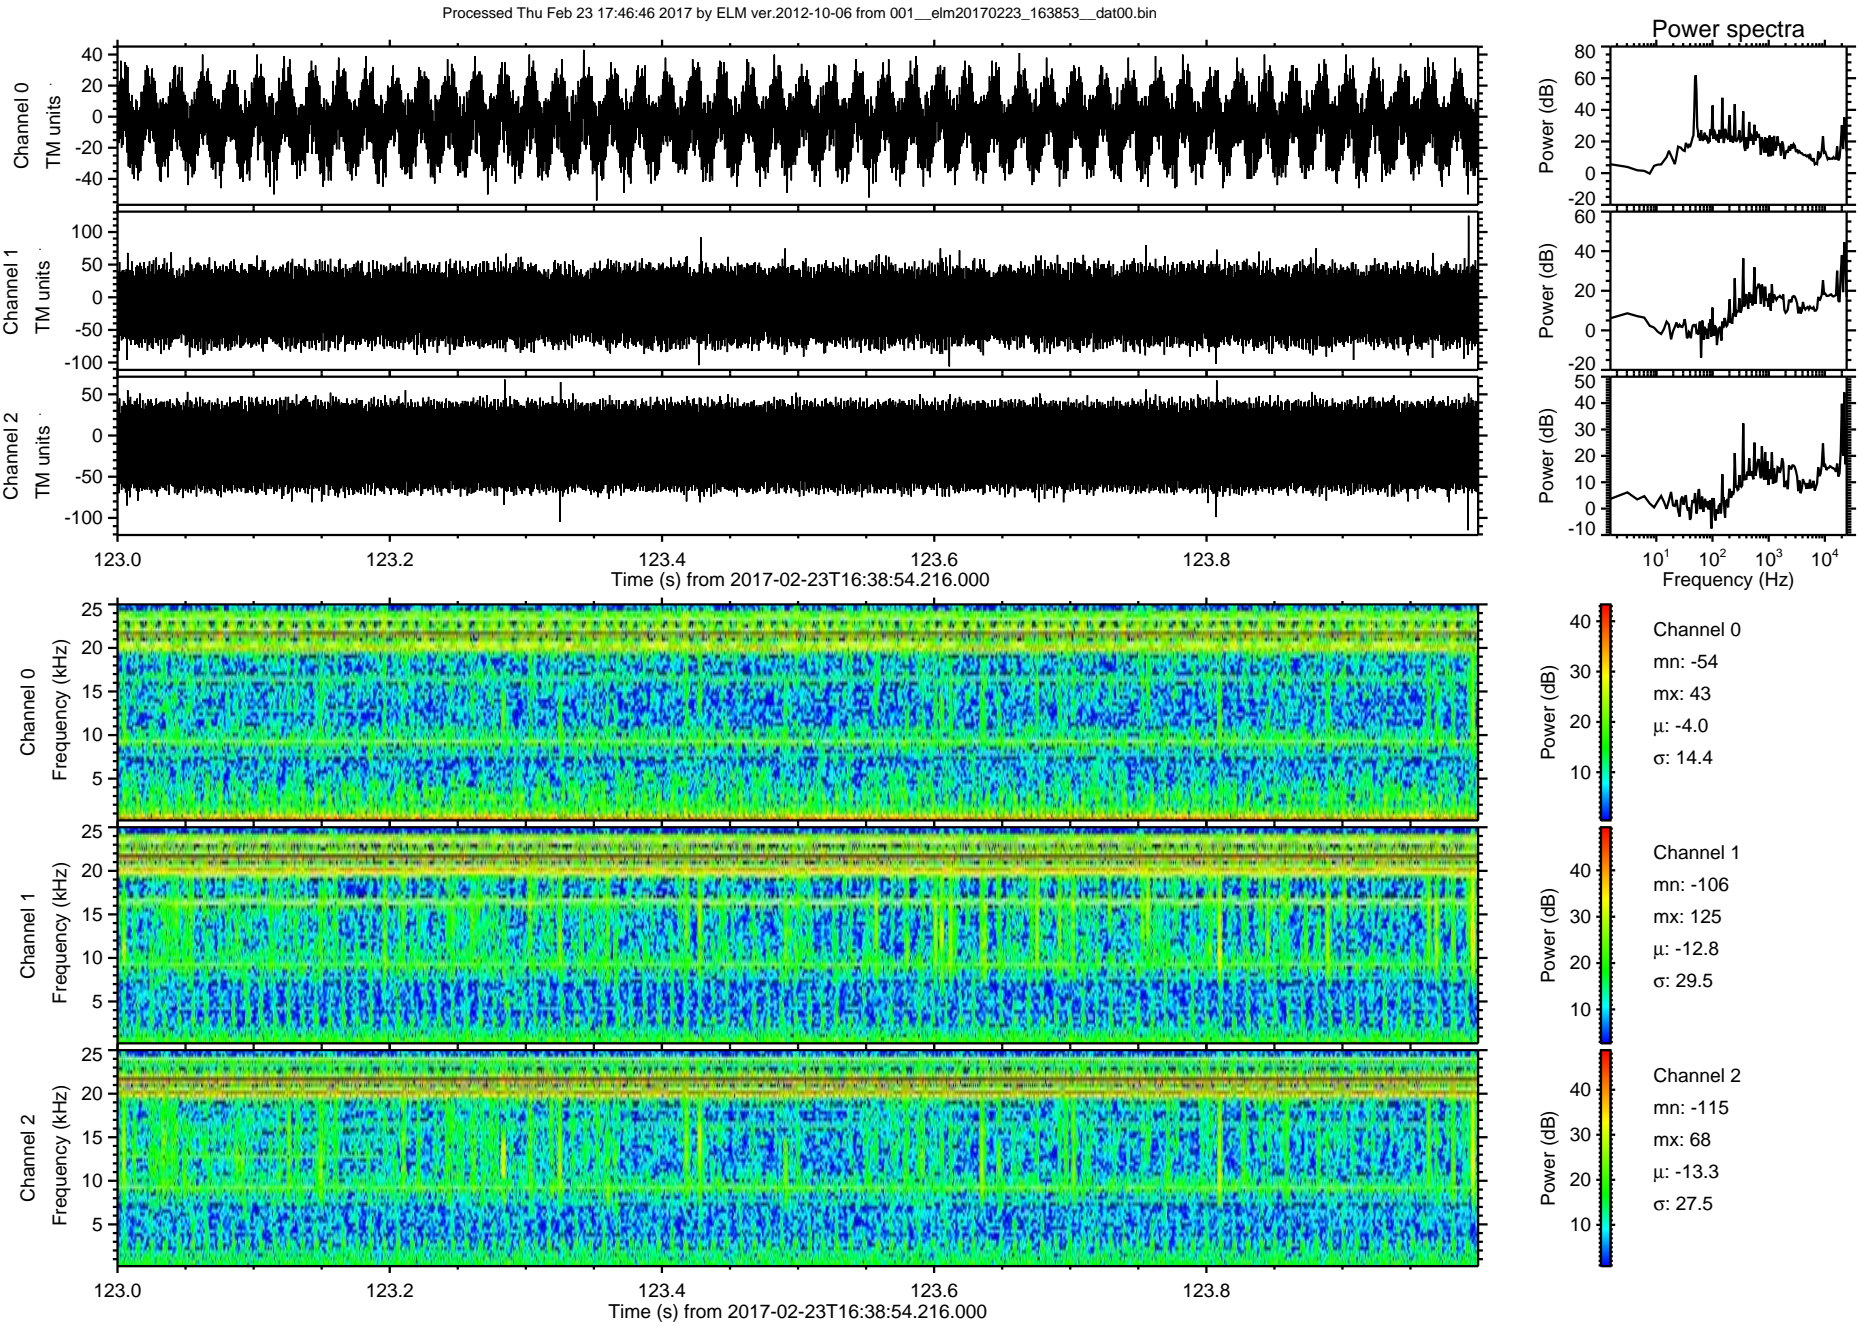 Processed Thu Feb 23 17:46:46 2017 by ELM ver.2012-10-06 from 001__elm20170223_163853__dat00.bin
Power spectra
Channel 0
TM units
40
20
0
-20
-40
Power (dB)
80
60
40
20
0
-20
Channel 1
TM units
100
50
0
-50
-100
Power (dB)
60
40
20
0
-20
Channel 2
TM units
50
0
-50
-100
Power (dB)
50
40
30
20
10
0
-10
123.0 123.2 123.4 123.6 123.8
Time (s) from 2017-02-23T16:38:54.216.000
10^1 10^2 10^3 10^4
Frequency (Hz)
Channel 0
Frequency (kHz)
25
20
15
10
5
Power (dB)
40
30
20
10
Channel 0
mn: -54
mx: 43
μ: -4.0
σ: 14.4
Channel 1
Frequency (kHz)
25
20
15
10
5
Power (dB)
40
30
20
10
Channel 1
mn: -106
mx: 125
μ: -12.8
σ: 29.5
Channel 2
Frequency (kHz)
25
20
15
10
5
Power (dB)
40
30
20
10
Channel 2
mn: -115
mx: 68
μ: -13.3
σ: 27.5
123.0 123.2 123.4 123.6 123.8
Time (s) from 2017-02-23T16:38:54.216.000